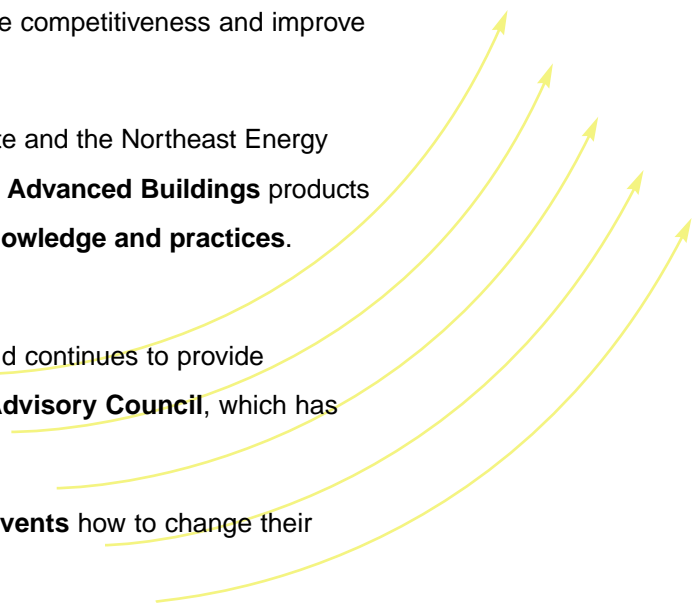 e competitiveness and improve
te and the Northeast Energy
Advanced Buildings products
owledge and practices.
d continues to provide
Advisory Council, which has
vents how to change their